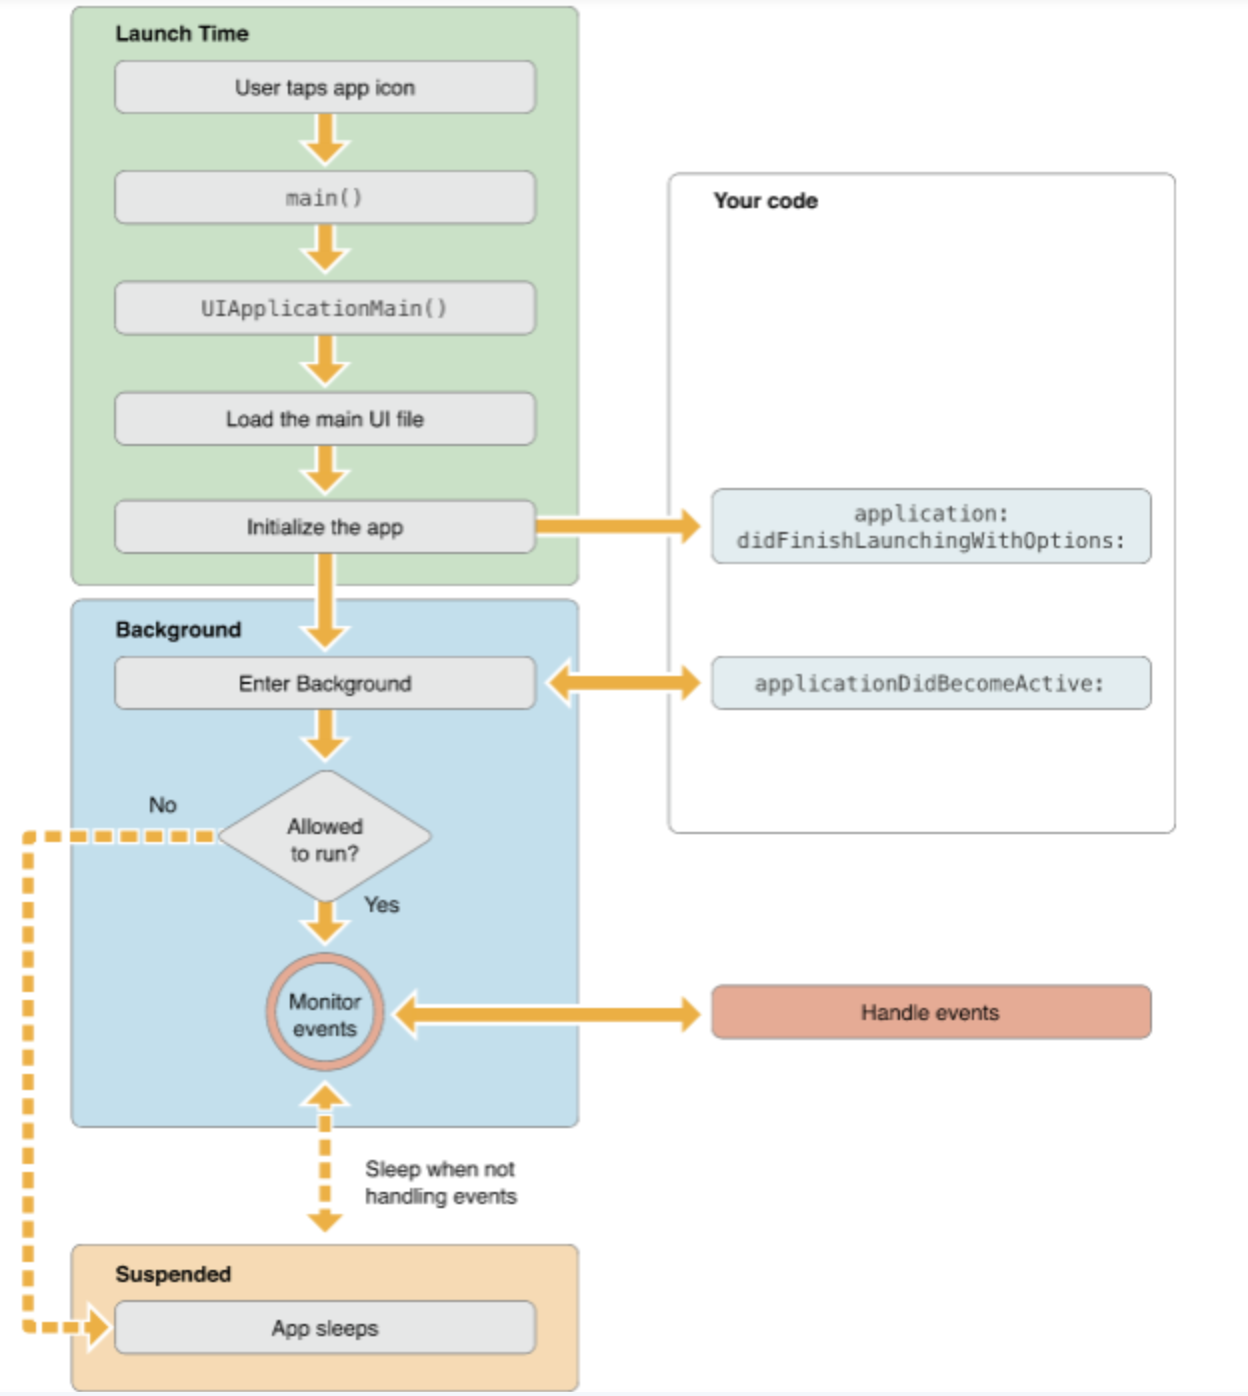 Launch Time
User taps app icon
main()
UIApplicationMain()
Load the main UI file
Initialize the app
Your code
application:
didFinishLaunchingWithOptions:
Background
Enter Background
applicationDidBecomeActive:
No
Allowed
to run?
Yes
Monitor
events
Handle events
Sleep when not
handling events
Suspended
App sleeps